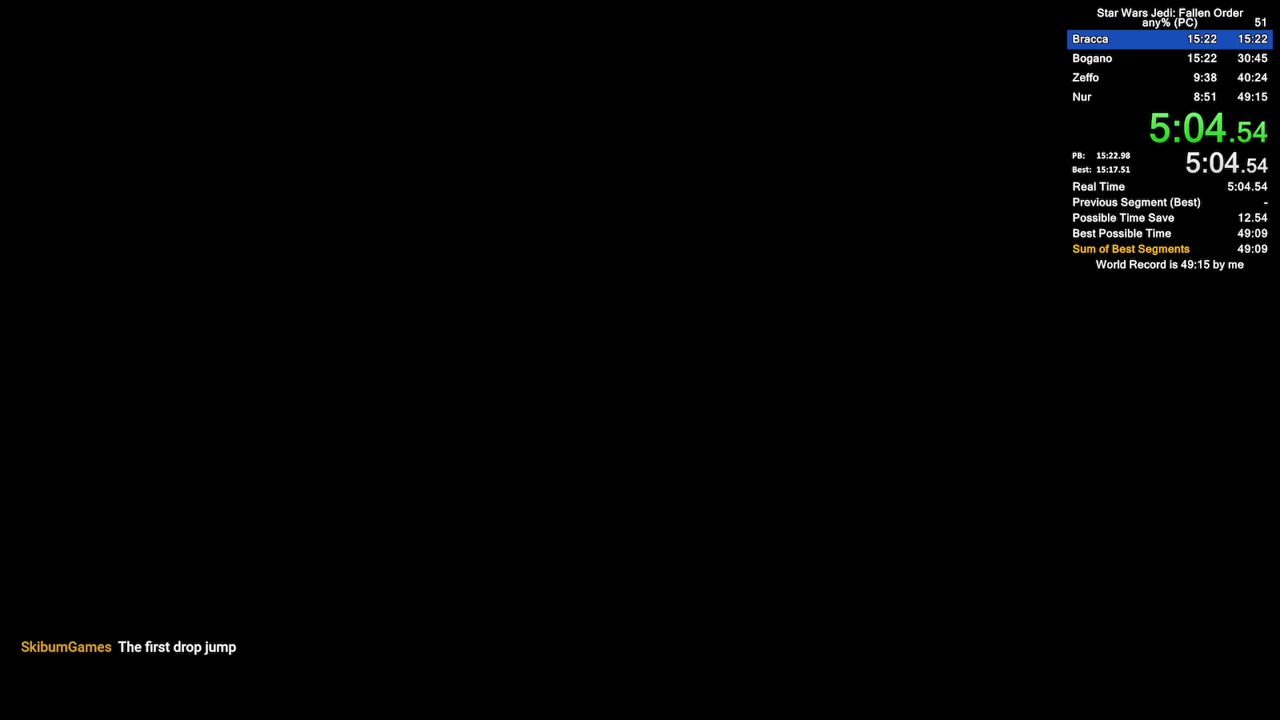 Star Wars Jedi: Fallen Order
any% (PC) 51
Bracca 15:22 15:22
Bogano 15:22 30:45
Zeffo 9:38 40:24
Nur 8:51 49:15
5:04.54
PB: 15:22.98 5:04.54
Best: 15:17.51
Real Time 5:04.54
Previous Segment (Best) -
Possible Time Save 12.54
Best Possible Time 49:09
Sum of Best Segments 49:09
World Record is 49:15 by me
SkibumGames The first drop jump